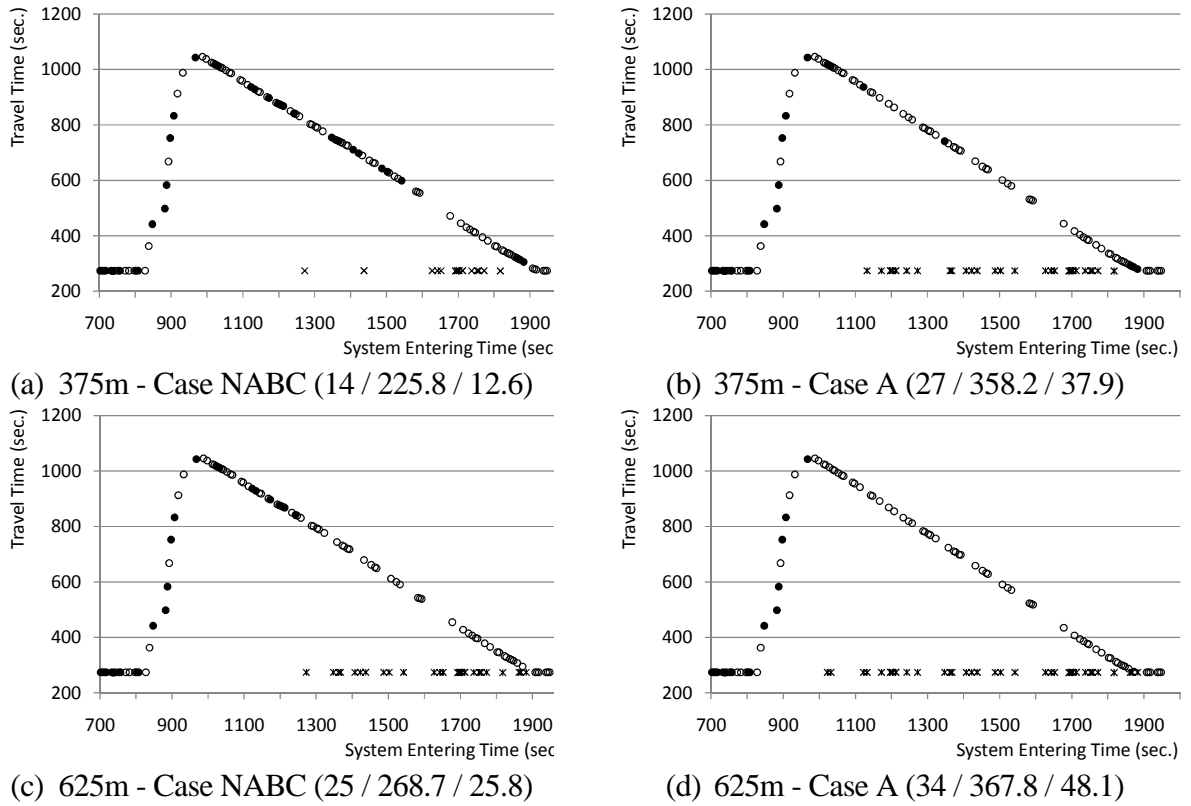 Travel Time (sec.)
1200
1000
800
600
400
200
700 900 1100 1300 1500 1700 1900
System Entering Time (sec
(a) 375m - Case NABC (14 / 225.8 / 12.6)
Travel Time (sec.)
1200
1000
800
600
400
200
700 900 1100 1300 1500 1700 1900
System Entering Time (sec.)
(b) 375m - Case A (27 / 358.2 / 37.9)
Travel Time (sec.)
1200
1000
800
600
400
200
700 900 1100 1300 1500 1700 1900
System Entering Time (sec
(c) 625m - Case NABC (25 / 268.7 / 25.8)
Travel Time (sec.)
1200
1000
800
600
400
200
700 900 1100 1300 1500 1700 1900
System Entering Time (sec.)
(d) 625m - Case A (34 / 367.8 / 48.1)